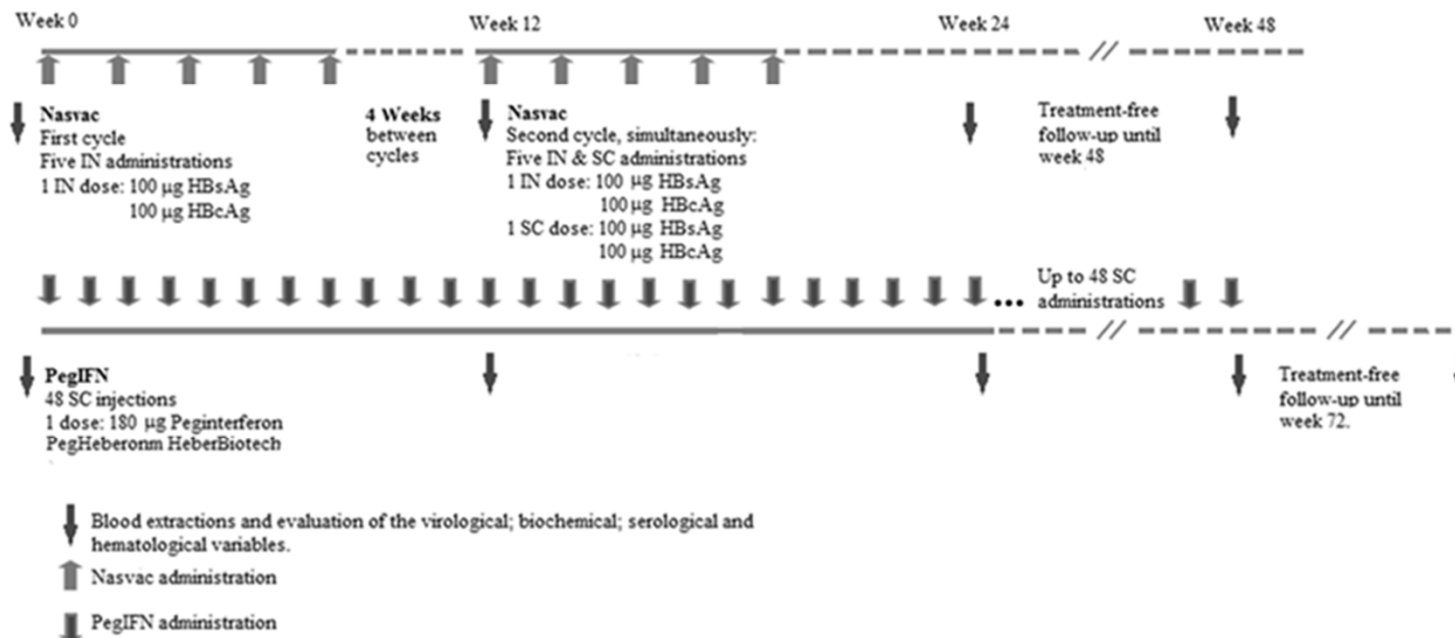 Week 0
Week 12
Week 24
Week 48
Nasvac
First cycle
Five IN administrations
1 IN dose: 100 μg HBsAg
100 μg HBcAg
4 Weeks
between
cycles
Nasvac
Second cycle, simultaneously:
Five IN & SC administrations
1 IN dose: 100 μg HBsAg
100 μg HBcAg
1 SC dose: 100 μg HBsAg
100 μg HBcAg
Treatment-free
follow-up until
week 48
Up to 48 SC
administrations
PegIFN
48 SC injections
1 dose: 180 μg Peginterferon
PegHeberonm HeberBiotech
Treatment-free
follow-up until
week 72.
Blood extractions and evaluation of the virological; biochemical; serological and
hematological variables.
Nasvac administration
PegIFN administration